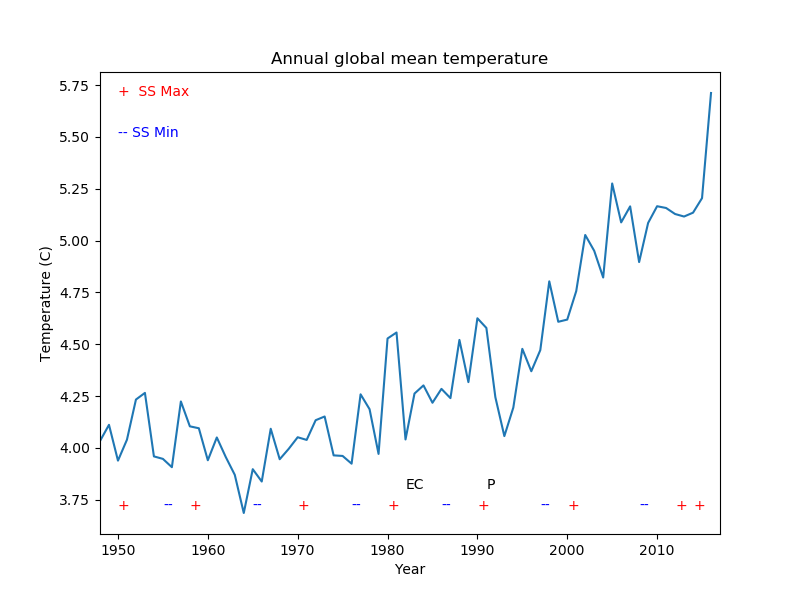 Annual global mean temperature
+ SS Max
-- SS Min
5.75
5.50
5.25
5.00
4.75
4.50
4.25
4.00
3.75
Temperature (C)
EC P
+ -- + -- + -- + -- + -- + -- + +
1950 1960 1970 1980 1990 2000 2010
Year